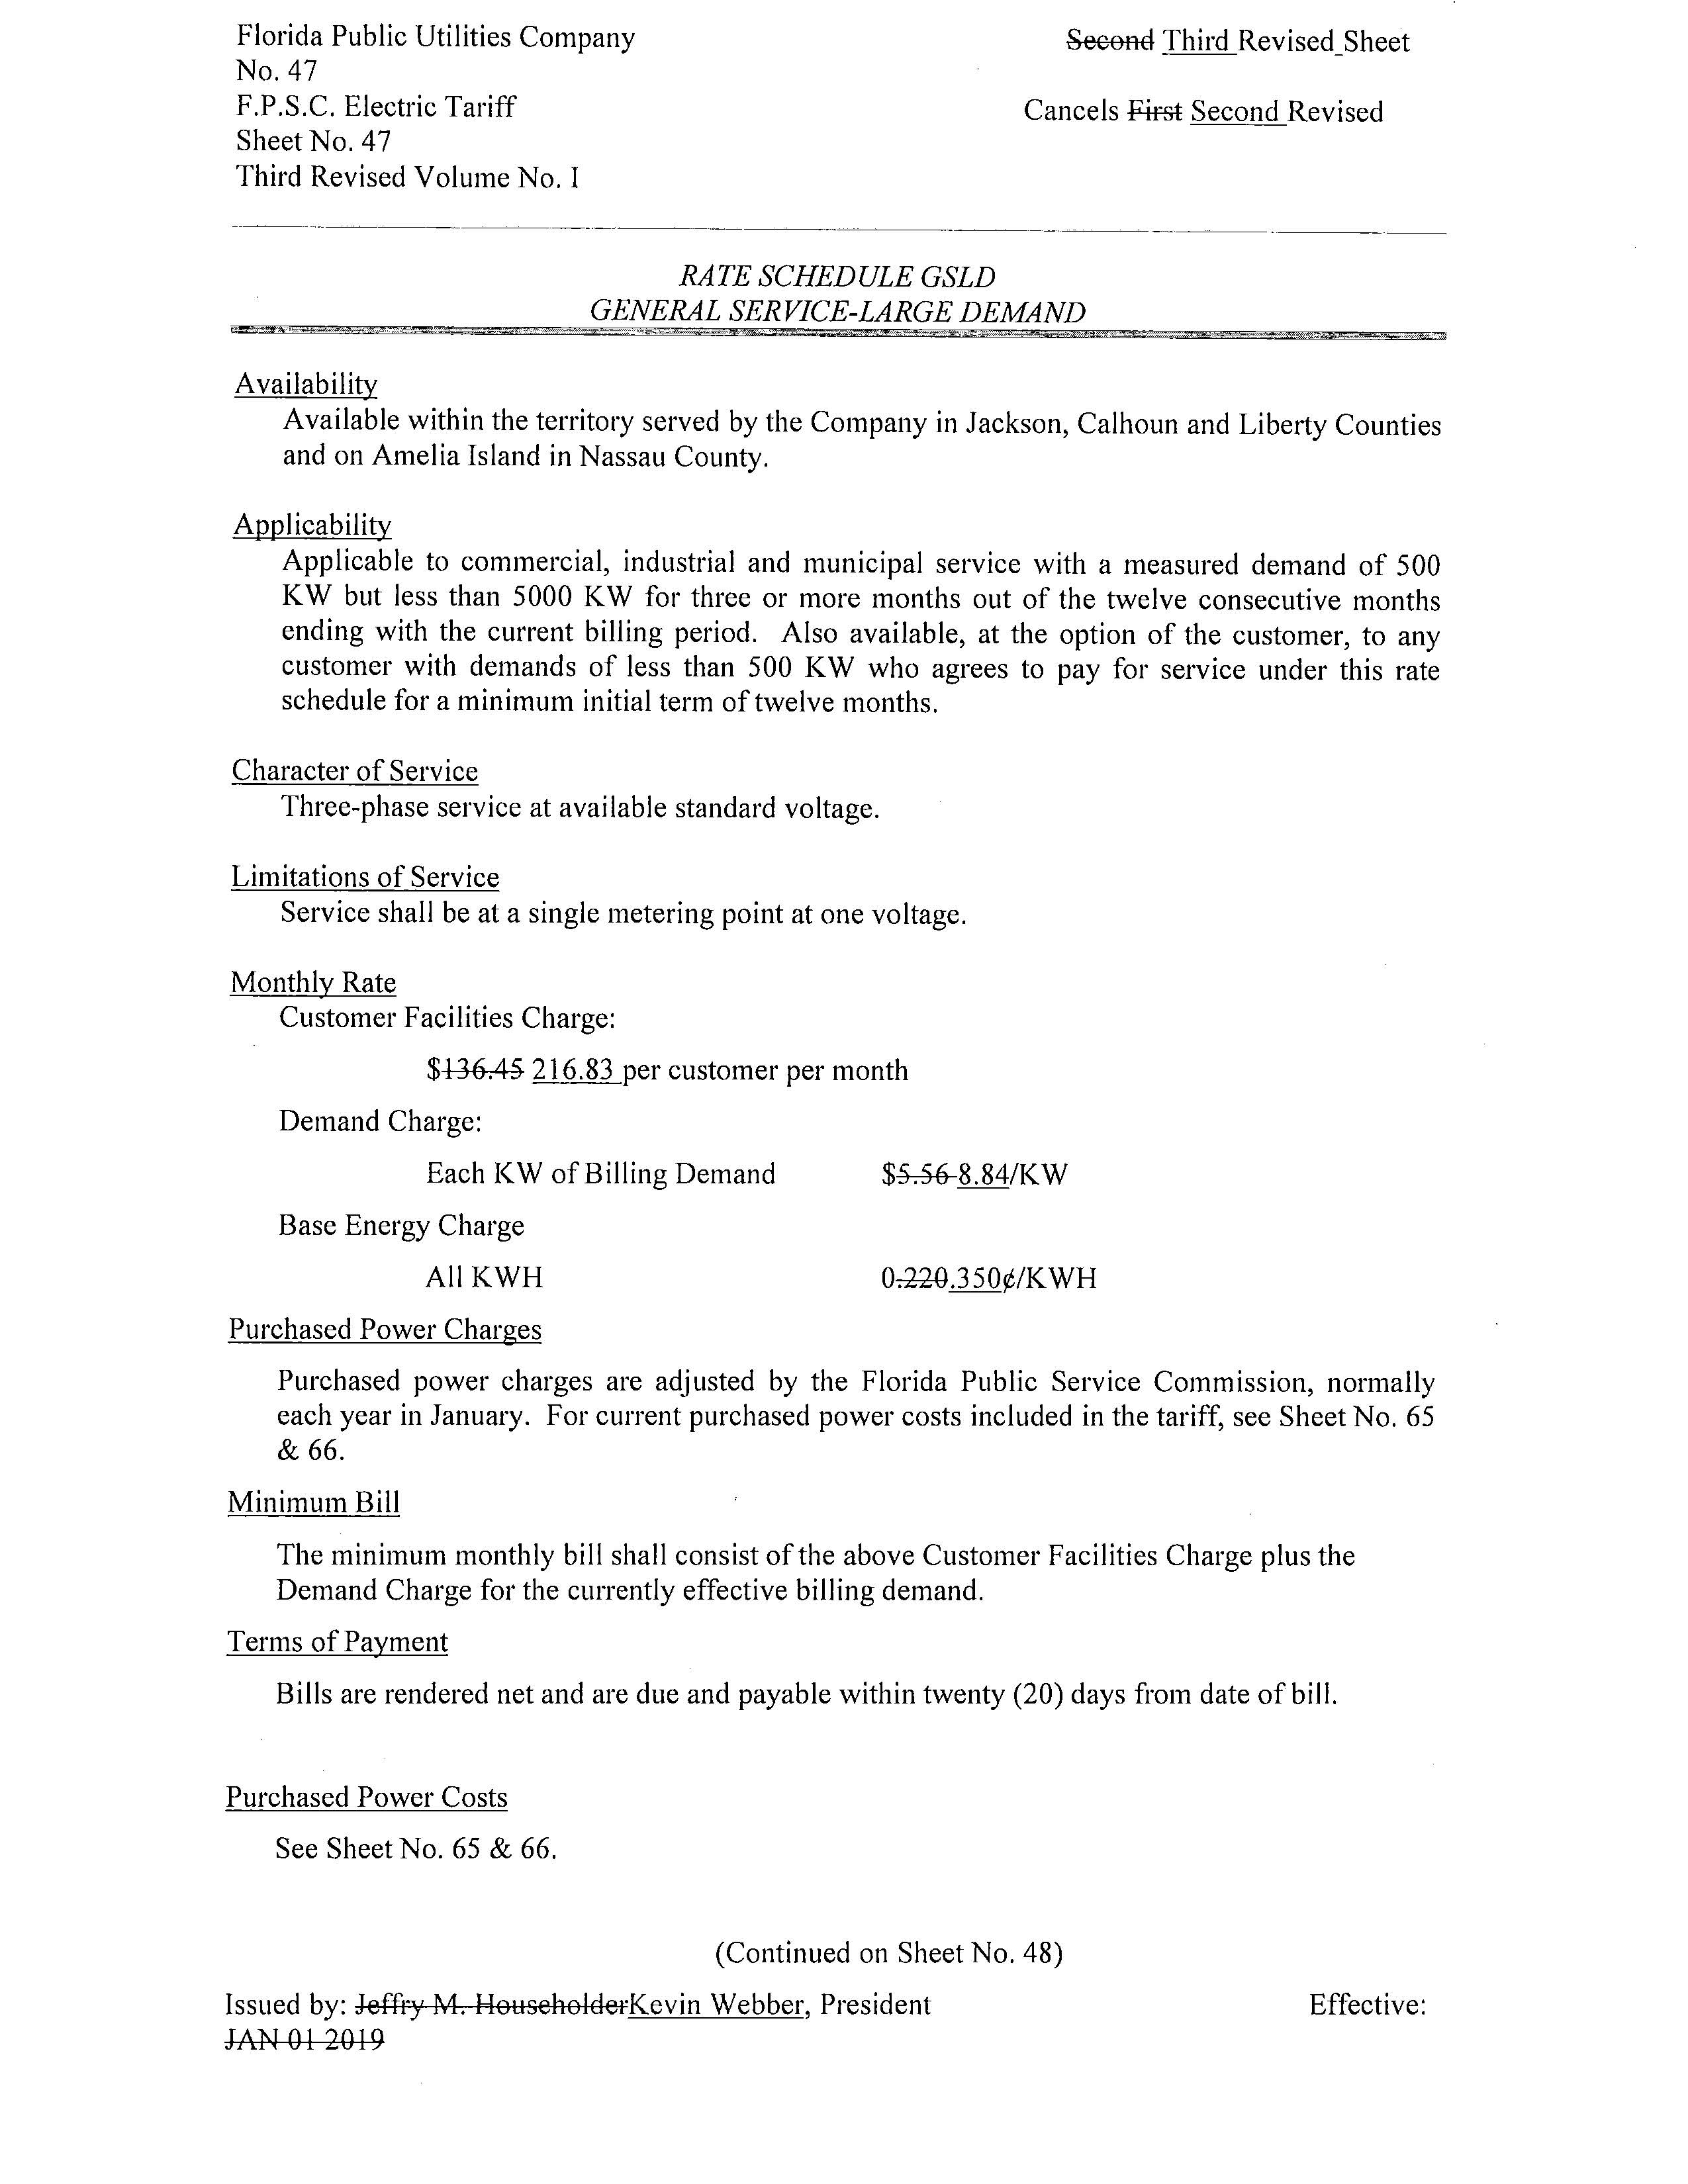 Florida Public Utilities Company Second Third Revised Sheet
No. 47
F.P.S.C. Electric Tariff Cancels First Second Revised
Sheet No. 47
Third Revised Volume No. I
RATE SCHEDULE GSLD
GENERAL SERVICE-LARGE DEMAND
Availability
Available within the territory served by the Company in Jackson, Calhoun and Liberty Counties
and on Amelia Island in Nassau County.
Applicability
Applicable to commercial, industrial and municipal service with a measured demand of 500
KW but less than 5000 KW for three or more months out of the twelve consecutive months
ending with the current billing period. Also available, at the option of the customer, to any
customer with demands of less than 500 KW who agrees to pay for service under this rate
schedule for a minimum initial term of twelve months.
Character of Service
Three-phase service at available standard voltage.
Limitations of Service
Service shall be at a single metering point at one voltage.
Monthly Rate
Customer Facilities Charge:
$136.45 216.83 per customer per month
Demand Charge:
Each KW of Billing Demand $5.56 8.84/KW
Base Energy Charge
All KWH 0.220.350¢/KWH
Purchased Power Charges
Purchased power charges are adjusted by the Florida Public Service Commission, normally
each year in January. For current purchased power costs included in the tariff, see Sheet No. 65
& 66.
Minimum Bill
The minimum monthly bill shall consist of the above Customer Facilities Charge plus the
Demand Charge for the currently effective billing demand.
Terms of Payment
Bills are rendered net and are due and payable within twenty (20) days from date of bill.
Purchased Power Costs
See Sheet No. 65 & 66.
(Continued on Sheet No. 48)
Issued by: Jeffry M. HouseholderKevin Webber, President Effective:
JAN 01 2019